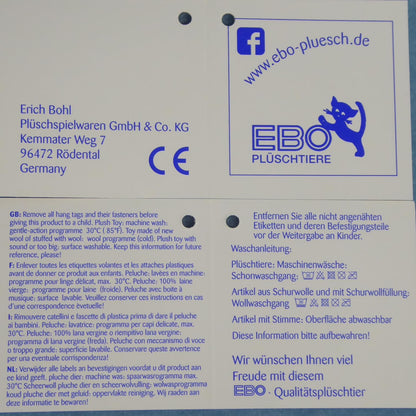 Erich Bohl
Plüschspielwaren GmbH & Co. KG
Kemmater Weg 7
96472 Rödental
Germany
CE
f
www.ebo-pluesch.de
EBO
PLÜSCHTIERE
GB: Remove all hang tags and their fasteners before
giving this product to a child. Plush Toy: machine wash:
gentle-action programme 30°C ( 85°F). Toy made of new
wool of stuffed with wool: wool programme (cold). Plush toy with
sound or too big: surface washable. Keep this information for future
reference, please!
F: Enlever toutes les étiquettes volantes et les attaches plastiques
avant de donner ce produit aux enfants. Peluche: lavées en machine:
programme pour linge délicat, max. 30°C. Peluche: 100% laine
vierge: programme pour laine (froide). Peluche avec boîte à
musique: surface lavable. Veuillez conserver ces instructions en cas
d'une correspondence éventuelle!
I: Rimouvere catellini e fascette di plastica prima di dare il peluche
ai bambini. Peluche: lavatrice: programma per capi delicate, max.
30°C. Peluche: 100% lana vergine o riempitino lana vergine:
programma di lana vergine (freda). Peluche con meccanismo di voce
o troppo grande: superficie lavabile. Conservare queste avvertence
per una eventuale corrispondenza!
NL: Verwijder alle labels an bevestigingen voordat u dit product aan
een kind geeft. pluche dier: machine was: spaarwasprogramma max.
30° Scheerwoll pluche dier en scheerwolvulling: wolwasprogramma
koud pluche dier met geluid: oppervlakte reiniging. Wij raaden aan
deze informatie te bewaren!
Entfernen Sie alle nicht angenähten
Etiketten und deren Befestigungsteile
vor der Weitergabe an Kinder.
Waschanleitung:
Plüschtiere: Maschinenwäsche:
Schonwaschgang:
Artikel aus Schurwolle und mit Schurwollfüllung:
Wollwaschgang
Artikel mit Stimme: Oberfläche abwaschbar
Diese Information bitte aufbewahren!
Wir wünschen Ihnen viel
Freude mit diesem
EBO - Qualitätsplüschtier